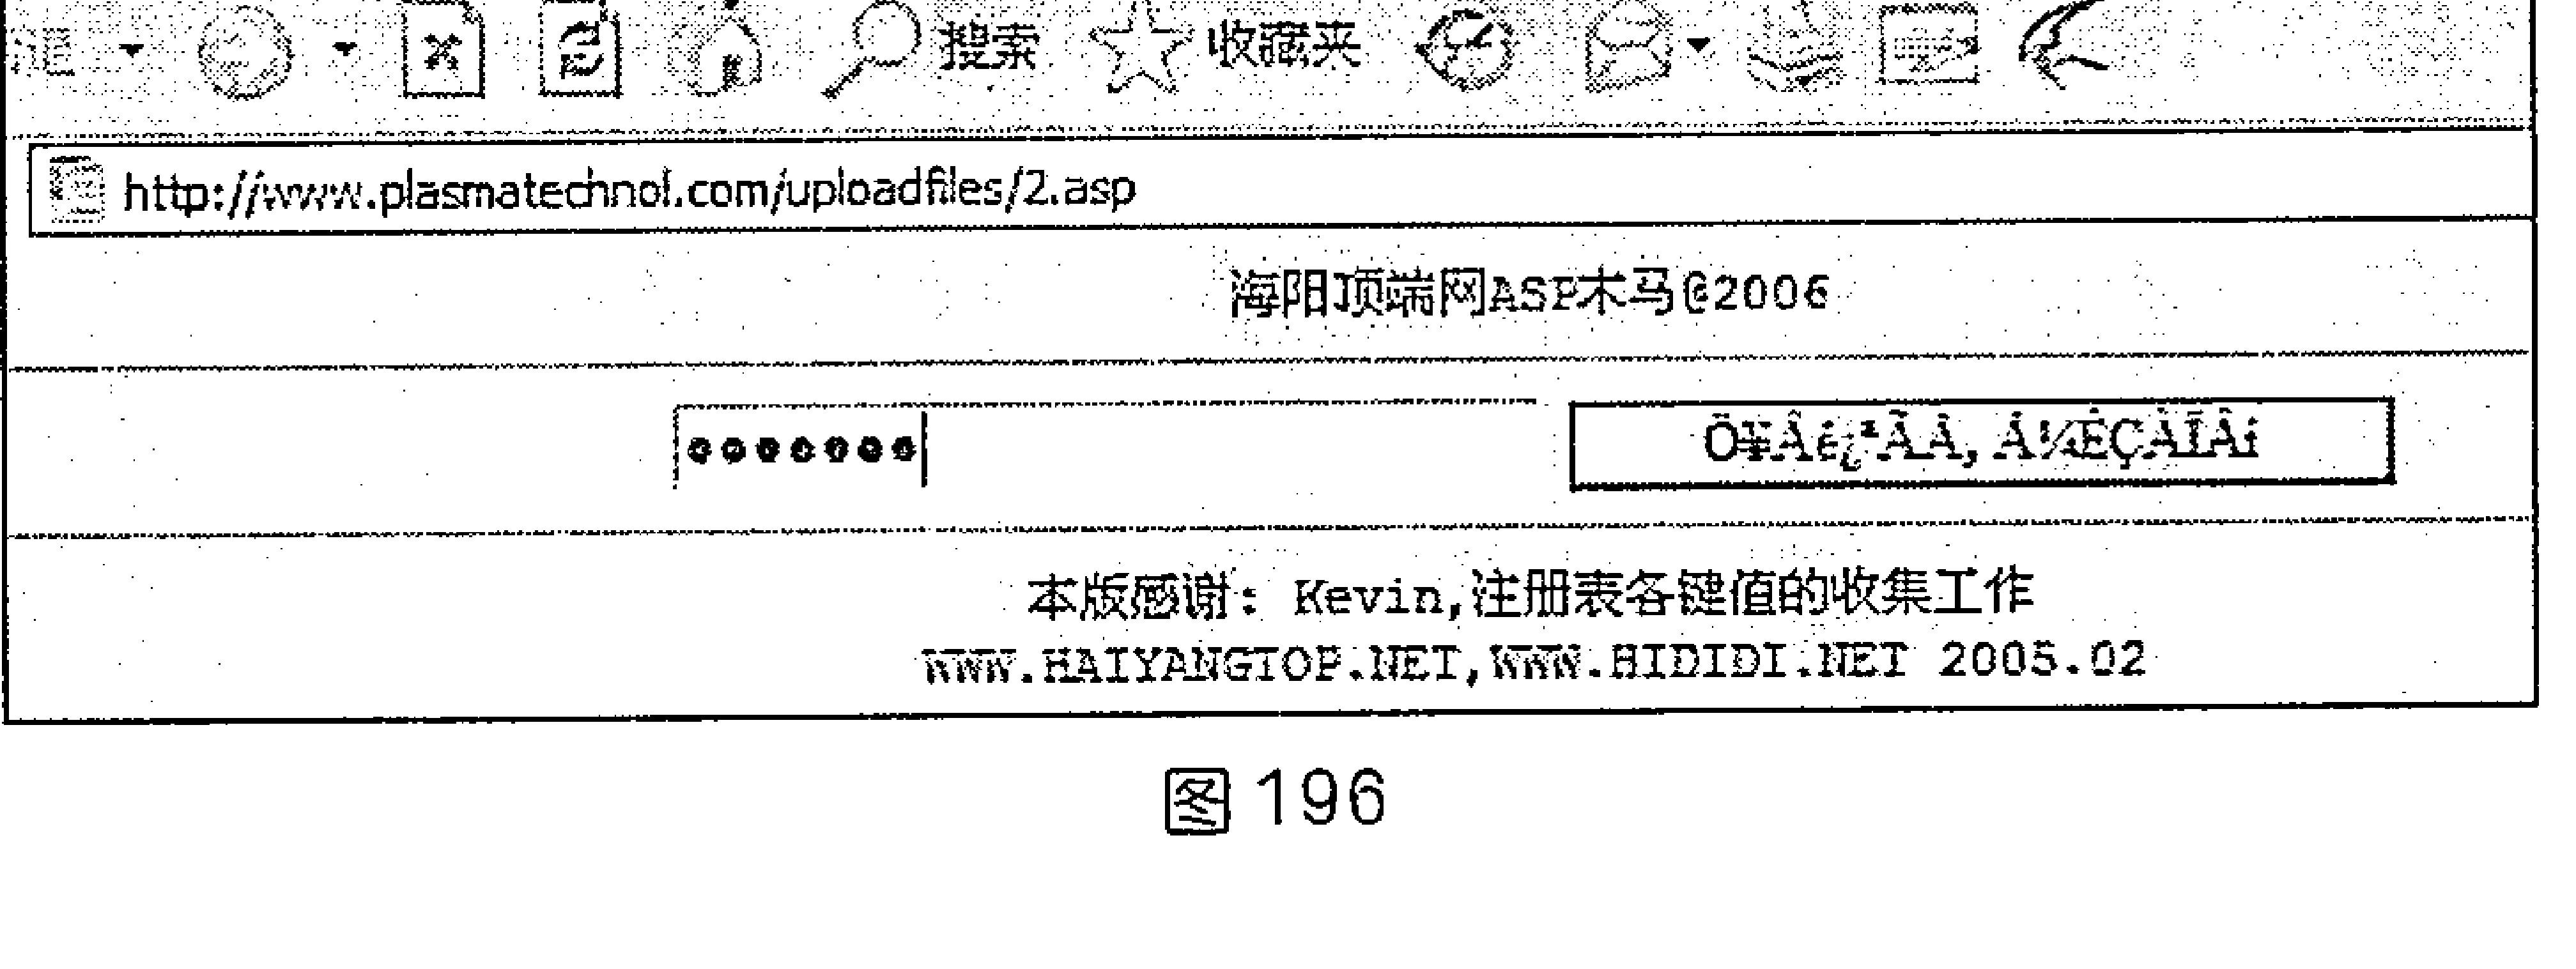 搜索 收藏夹
http://www.plasmatechnol.com/uploadfiles/2.asp
海阳顶端网ASP木马@2006
本版感谢: Kevin,注册表各键值的收集工作
WWW.HAIYANGTOP.NET,WWW.HIDIDI.NET 2005.02
图 196